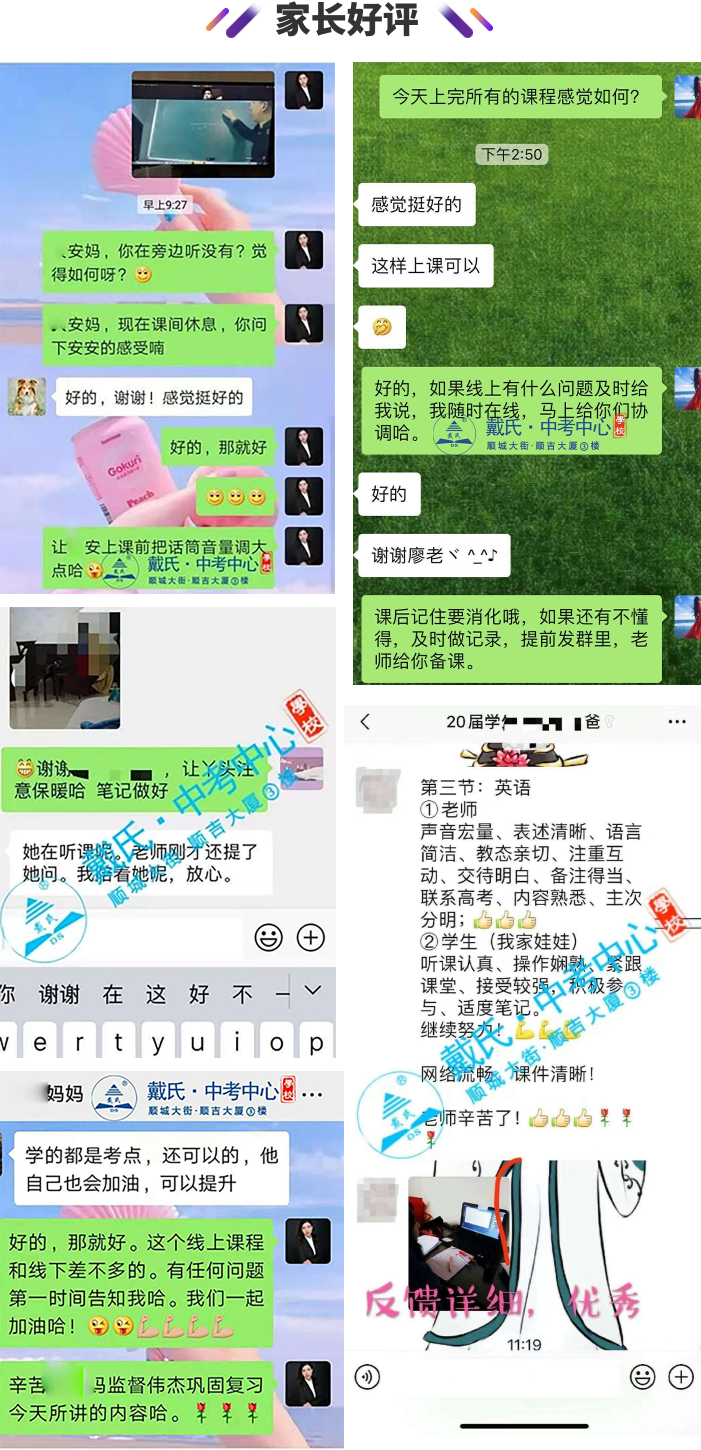 家长好评
早上9:27
安妈，你在旁边听没有？觉
得如何呀？
安妈，现在课间休息，你问
下安安的感受喃
好的，谢谢！感觉挺好的
好的，那就好
Gokuri
Peach
让 安上课前把话筒音量调大
点哈
戴氏·中考中心
學校
顺城大街·顺吉大厦③楼
戴氏
DS
今天上完所有的课程感觉如何？
下午2:50
感觉挺好的
这样上课可以
好的，如果线上有什么问题及时给
我说，我随时在线，马上给你们协
调哈。
戴氏·中考中心
學校
顺城大街·顺吉大厦③楼
戴氏
DS
好的
谢谢廖老ヾ ^_^♪
课后记住要消化哦，如果还有不懂
得，及时做记录，提前发群里，老
师给你备课。
谢谢 ，让丫头注
意保暖哈 笔记做好
她在听课呢。老师刚才还提了
她问。我陪着她呢，放心。
戴氏·中考中心
學校
顺城大街·顺吉大厦③楼
戴氏
DS
你 谢谢 在 这 好 不 一
w e r t y u i o p
妈妈
戴氏·中考中心
學校
顺城大街·顺吉大厦③楼
戴氏
DS
学的都是考点，还可以的，他
自己也会加油，可以提升
好的，那就好。这个线上课程
和线下差不多的。有任何问题
第一时间告知我哈。我们一起
加油哈！
辛苦 妈监督伟杰巩固复习
今天所讲的内容哈。
20届学 爸
第三节：英语
①老师
声音宏量、表述清晰、语言
简洁、教态亲切、注重互
动、交待明白、备注得当、
联系高考、内容熟悉、主次
分明；
②学生（我家娃娃）
听课认真、操作娴熟、紧跟
课堂、接受较强，积极参
与、适度笔记。
继续努力！
网络流畅，课件清晰！
老师辛苦了！
戴氏·中考中心
學校
顺城大街·顺吉大厦③楼
戴氏
DS
反馈详细，优秀
11:19